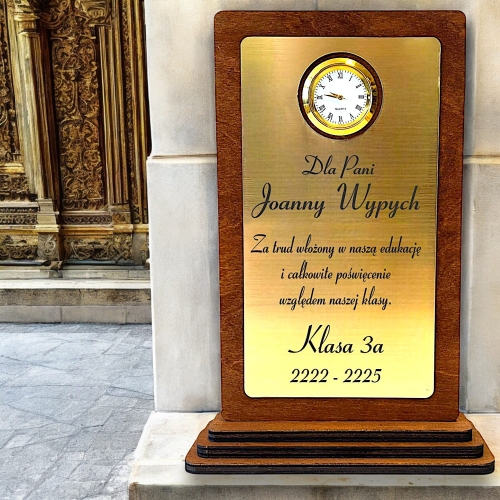 Dla Pani
Joanny Wypych
Za trud włożony w naszą edukację
i całkowite poświęcenie
względem naszej klasy.
Klasa 3a
2222 - 2225